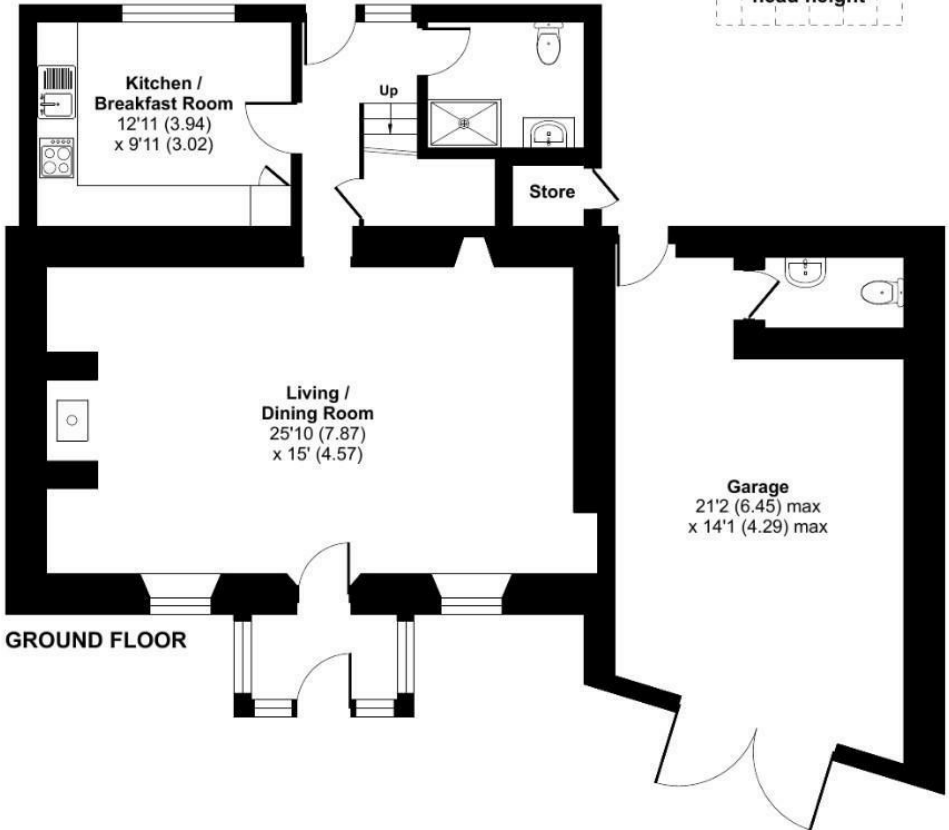 head height
Kitchen /
Breakfast Room
12'11 (3.94)
x 9'11 (3.02)
Up
Store
Living /
Dining Room
25'10 (7.87)
x 15' (4.57)
Garage
21'2 (6.45) max
x 14'1 (4.29) max
GROUND FLOOR